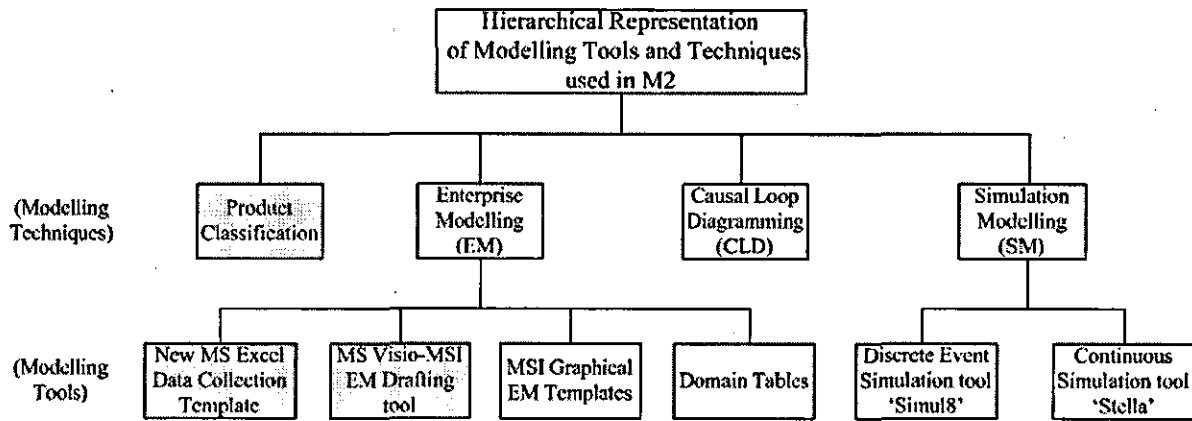 Hierarchical Representation
of Modelling Tools and Techniques
used in M2
(Modelling
Techniques)
Product
Classification
Enterprise
Modelling
(EM)
Causal Loop
Diagramming
(CLD)
Simulation
Modelling
(SM)
(Modelling
Tools)
New MS Excel
Data Collection
Template
MS Visio-MSI
EM Drafting
tool
MSI Graphical
EM Templates
Domain Tables
Discrete Event
Simulation tool
'Simul8'
Continuous
Simulation tool
'Stella'